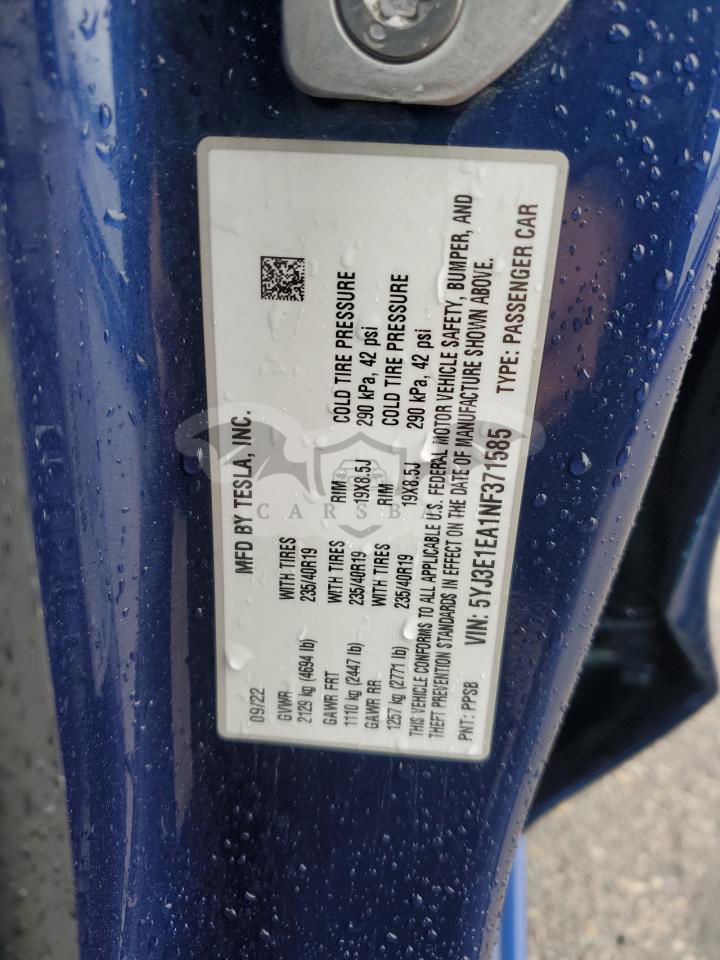 09/22 MFD BY TESLA, INC.
GVWR WITH TIRES
2129 kg (4694 lb) 235/40R19
GAWR FRT WITH TIRES RIM COLD TIRE PRESSURE
1110 kg (2447 lb) 235/40R19 19X8.5J 290 kPa, 42 psi
GAWR RR WITH TIRES RIM COLD TIRE PRESSURE
1257 kg (2771 lb) 235/40R19 19X8.5J 290 kPa, 42 psi
THIS VEHICLE CONFORMS TO ALL APPLICABLE U.S. FEDERAL MOTOR VEHICLE SAFETY, BUMPER, AND
THEFT PREVENTION STANDARDS IN EFFECT ON THE DATE OF MANUFACTURE SHOWN ABOVE.
PNT: PPSB VIN: 5YJ3E1EA1NF371585 TYPE: PASSENGER CAR